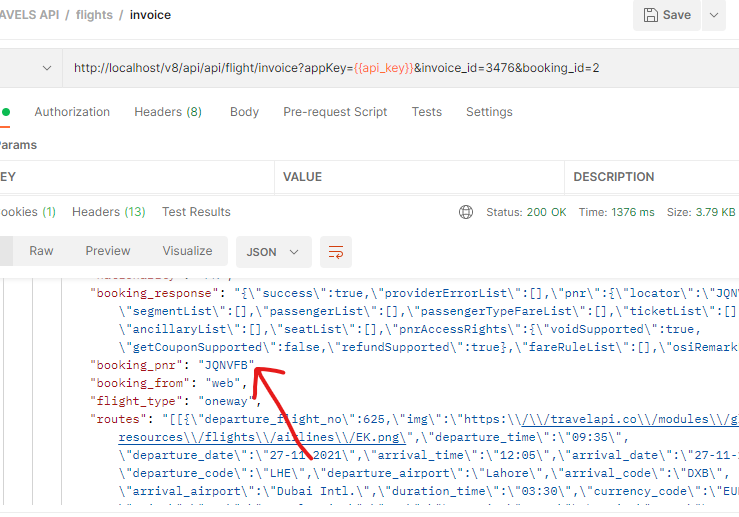 AVELS API / flights / invoice
Save
http://localhost/v8/api/api/flight/invoice?appKey={{api_key}}&invoice_id=3476&booking_id=2
Authorization Headers (8) Body Pre-request Script Tests Settings
arams
EY VALUE DESCRIPTION
ookies (1) Headers (13) Test Results Status: 200 OK Time: 1376 ms Size: 3.79 KB
Raw Preview Visualize JSON
"booking_response": "{\"success\":true,\"providerErrorList\":[],\"pnr\":{\"locator\":\"JQNV
\"segmentList\":[],\"passengerList\":[],\"passengerTypeFareList\":[],\"ticketList\":[]
\"ancillaryList\":[],\"seatList\":[],\"pnrAccessRights\":{\"voidSupported\":true,
\"getCouponSupported\":false,\"refundSupported\":true},\"fareRuleList\":[],\"osiRemark
"booking_pnr": "JQNVFB"
"booking_from": "web",
"flight_type": "oneway",
"routes": "[[{\"departure_flight_no\":625,\"img\":\"https:\\/\\/travelapi.co\\/modules\\/g
resources\\/flights\\/airlines\\/EK.png\",\"departure_time\":\"09:35\",
\"departure_date\":\"27-11-2021\",\"arrival_time\":\"12:05\",\"arrival_date\":\"27-11-
\"departure_code\":\"LHE\",\"departure_airport\":\"Lahore\",\"arrival_code\":\"DXB\",
\"arrival_airport\":\"Dubai Intl.\",\"duration_time\":\"03:30\",\"currency_code\":\"EU